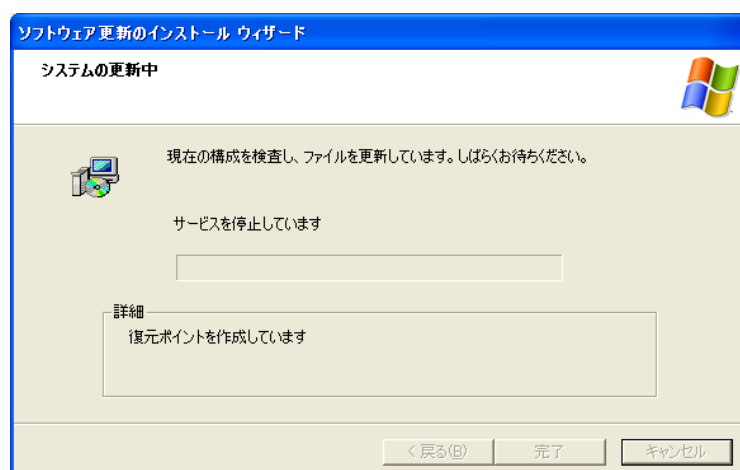 ソフトウェア更新のインストール ウィザード
システムの更新中
現在の構成を検査し、ファイルを更新しています。しばらくお待ちください。
サービスを停止しています
詳細
復元ポイントを作成しています
< 戻る(B)
完了
キャンセル